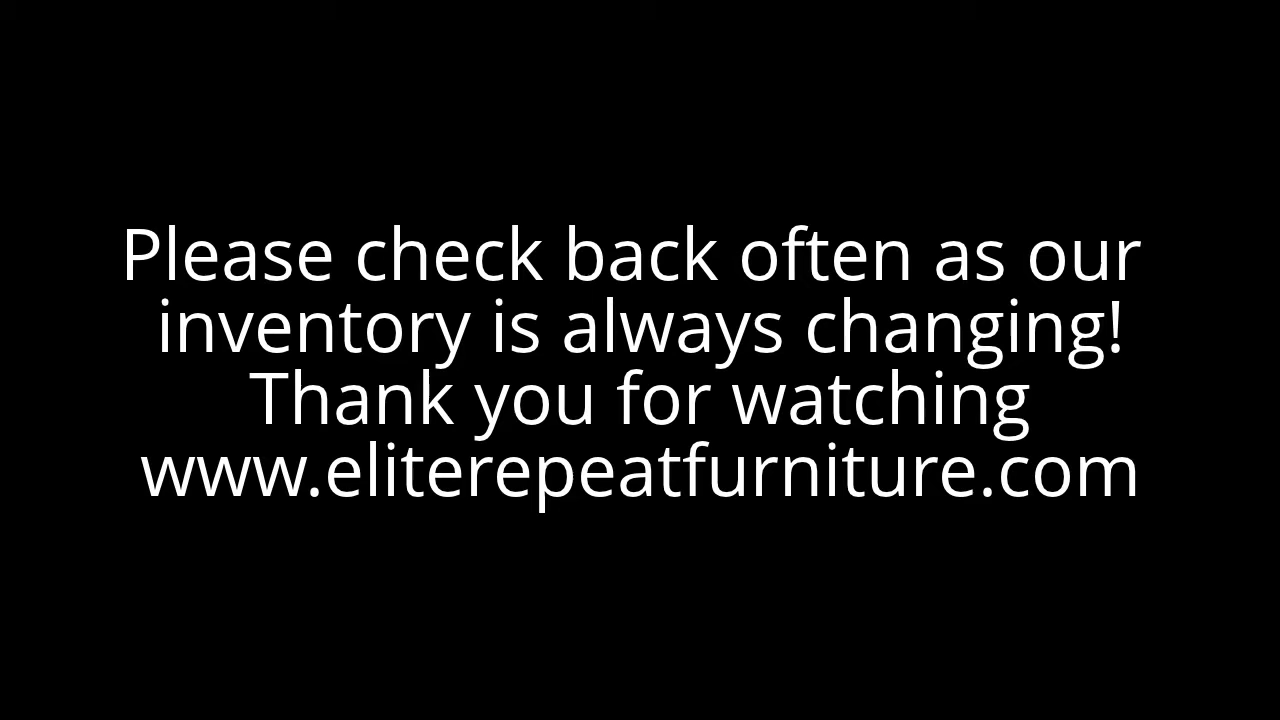 Please check back often as our
inventory is always changing!
Thank you for watching
www.eliterepeatfurniture.com